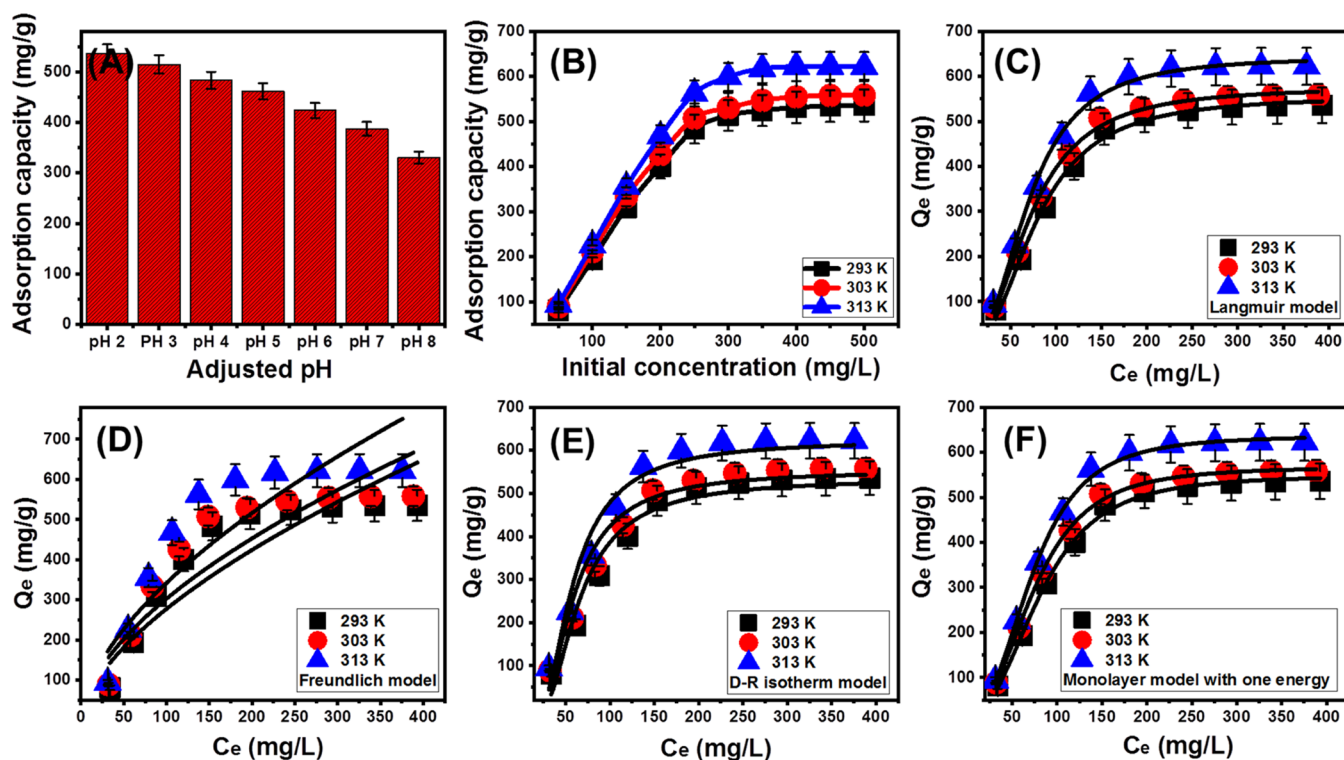 (A)
Adsorption capacity (mg/g)
500
400
300
200
100
0
pH 2 PH 3 pH 4 pH 5 pH 6 pH 7 pH 8
Adjusted pH
(B)
Adsorption capacity (mg/g)
700
600
500
400
300
200
100
293 K
303 K
313 K
0 100 200 300 400 500
Initial concentration (mg/L)
(C)
Qe (mg/g)
700
600
500
400
300
200
100
293 K
303 K
313 K
Langmuir model
50 100 150 200 250 300 350 400
Ce (mg/L)
(D)
Qe (mg/g)
700
600
500
400
300
200
100
293 K
303 K
313 K
Freundlich model
0 50 100 150 200 250 300 350 400
Ce (mg/L)
(E)
Qe (mg/g)
700
600
500
400
300
200
100
293 K
303 K
313 K
D-R isotherm model
50 100 150 200 250 300 350 400
Ce (mg/L)
(F)
Qe (mg/g)
700
600
500
400
300
200
100
293 K
303 K
313 K
Monolayer model with one energy
50 100 150 200 250 300 350 400
Ce (mg/L)